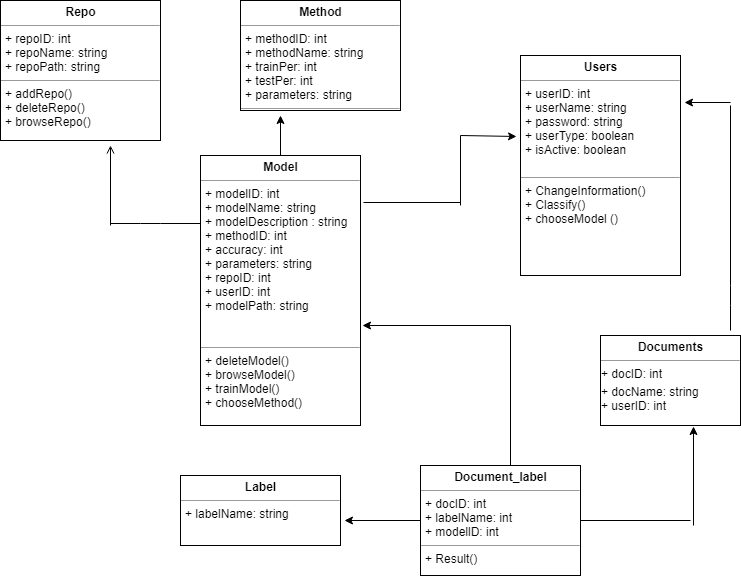 Repo
+ repoID: int
+ repoName: string
+ repoPath: string
+ addRepo()
+ deleteRepo()
+ browseRepo()
Method
+ methodID: int
+ methodName: string
+ trainPer: int
+ testPer: int
+ parameters: string
Users
+ userID: int
+ userName: string
+ password: string
+ userType: boolean
+ isActive: boolean
+ ChangeInformation()
+ Classify()
+ chooseModel ()
Model
+ modelID: int
+ modelName: string
+ modelDescription : string
+ methodID: int
+ accuracy: int
+ parameters: string
+ repoID: int
+ userID: int
+ modelPath: string
+ deleteModel()
+ browseModel()
+ trainModel()
+ chooseMethod()
Documents
+ docID: int
+ docName: string
+ userID: int
Label
+ labelName: string
Document_label
+ docID: int
+ labelName: int
+ modelID: int
+ Result()